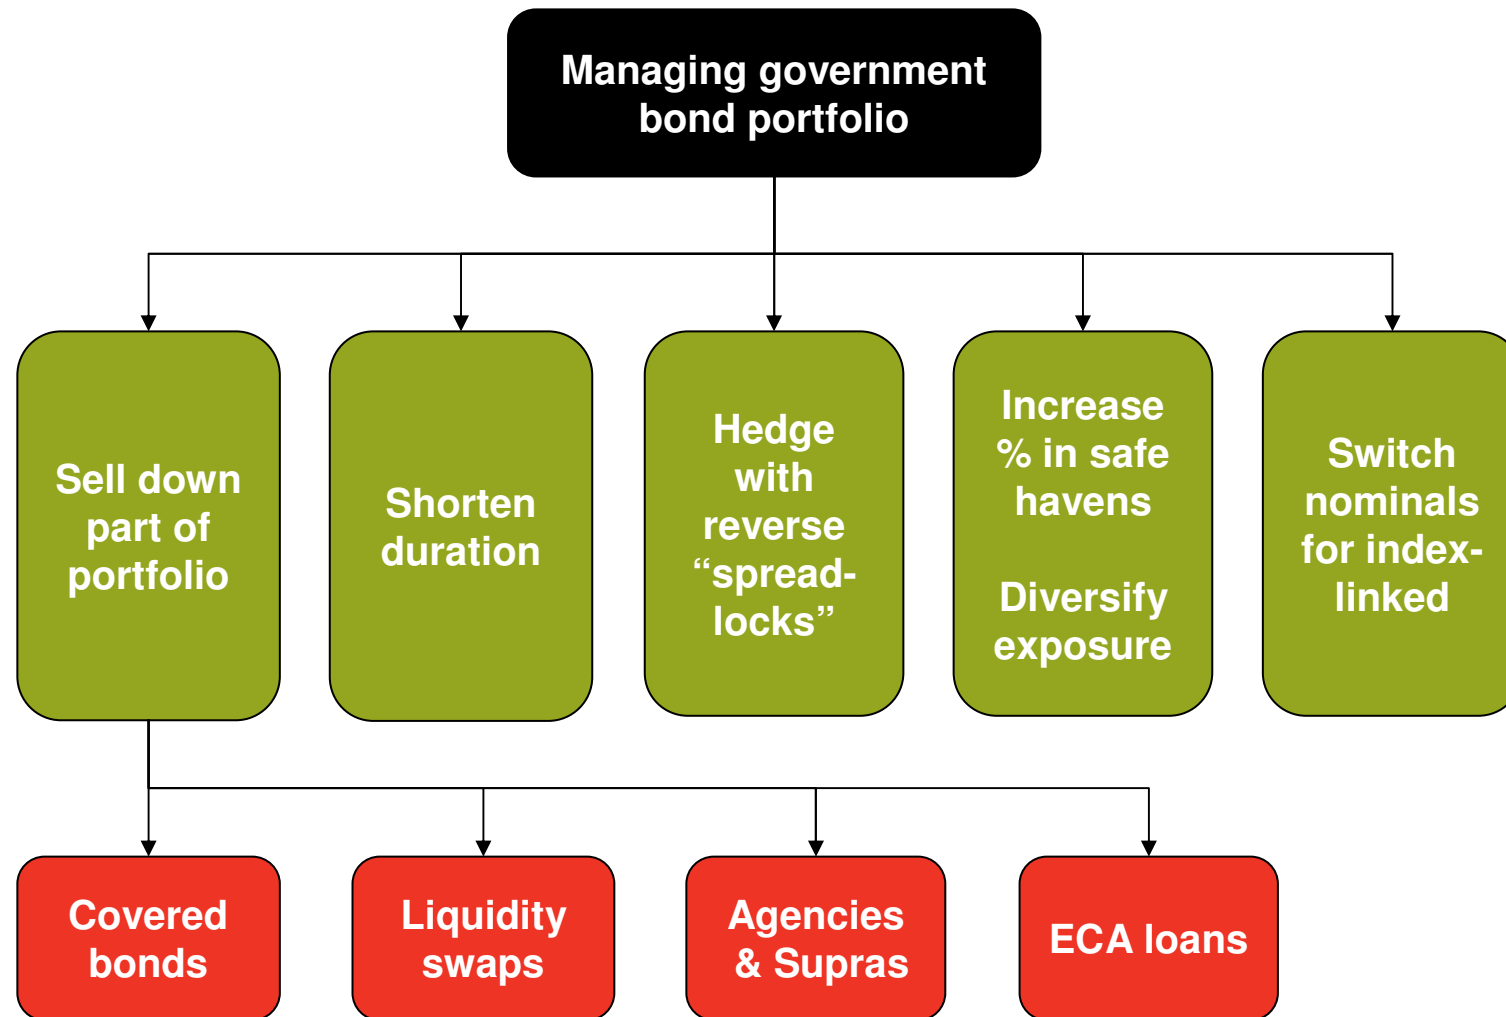 Managing government
bond portfolio
Sell down
part of
portfolio
Shorten
duration
Hedge
with
reverse
“spread-
locks”
Increase
% in safe
havens
Diversify
exposure
Switch
nominals
for index-
linked
Covered
bonds
Liquidity
swaps
Agencies
& Supras
ECA loans